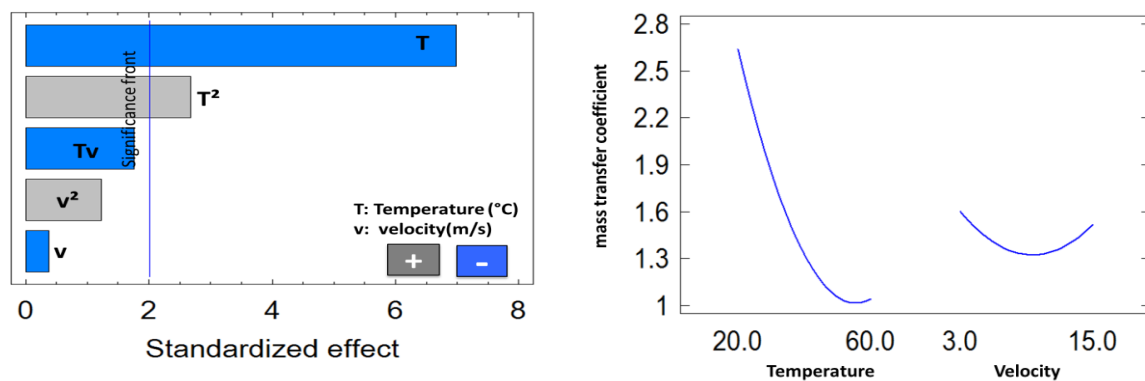 T
T²
Significance front
Tv
v²
v
T: Temperature (°C)
v: velocity(m/s)
+
-
0 2 4 6 8
Standardized effect
mass transfer coefficient
2.8
2.5
2.2
1.9
1.6
1.3
1
20.0 60.0 3.0 15.0
Temperature Velocity